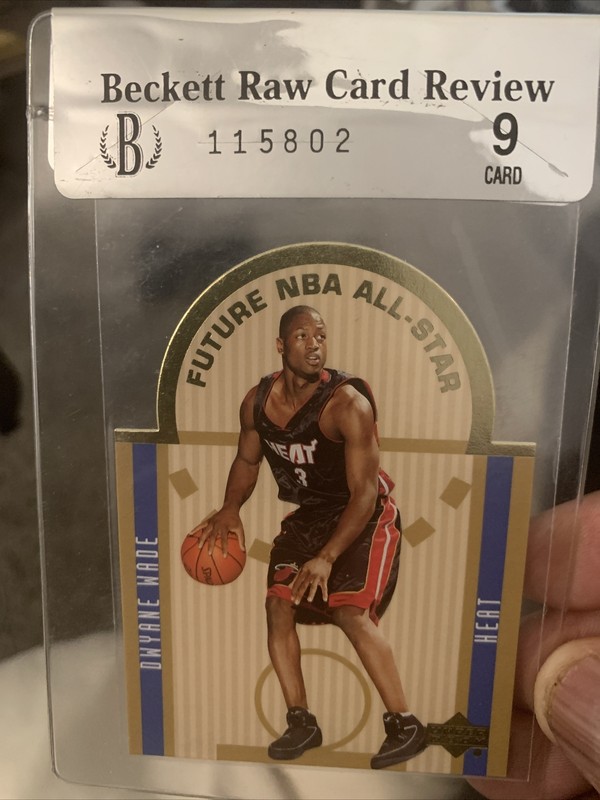 Beckett Raw Card Review
B
115802
9
CARD
FUTURE NBA ALL-STAR
HEAT
3
DWYANE WADE
HEAT